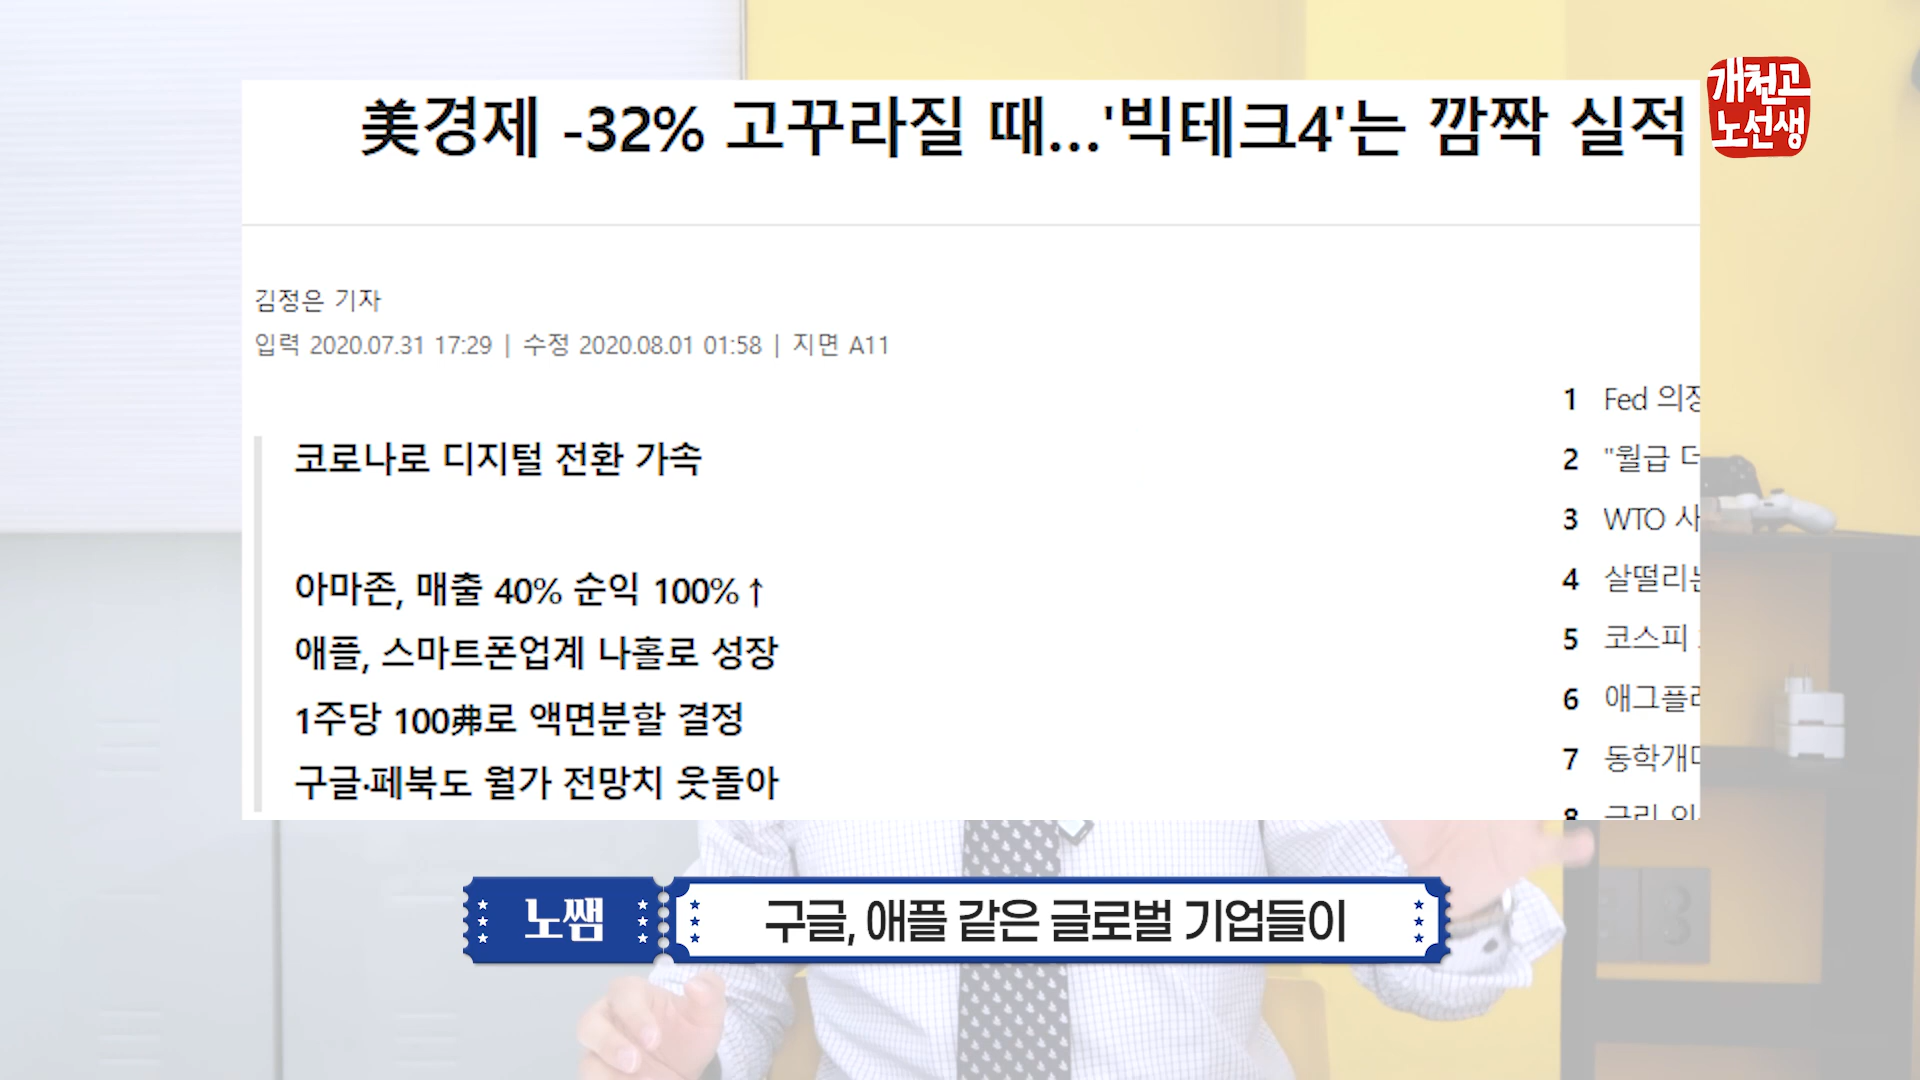 개천고
노선생
美경제 -32% 고꾸라질 때...'빅테크4'는 깜짝 실적
김정은 기자
입력 2020.07.31 17:29 | 수정 2020.08.01 01:58 | 지면 A11
코로나로 디지털 전환 가속
아마존, 매출 40% 순익 100%↑
애플, 스마트폰업계 나홀로 성장
1주당 100弗로 액면분할 결정
구글·페북도 월가 전망치 웃돌아
1 Fed
2 "월급
3 WTO
4
5 코스피
6
7
8
노쌤
구글, 애플 같은 글로벌 기업들이